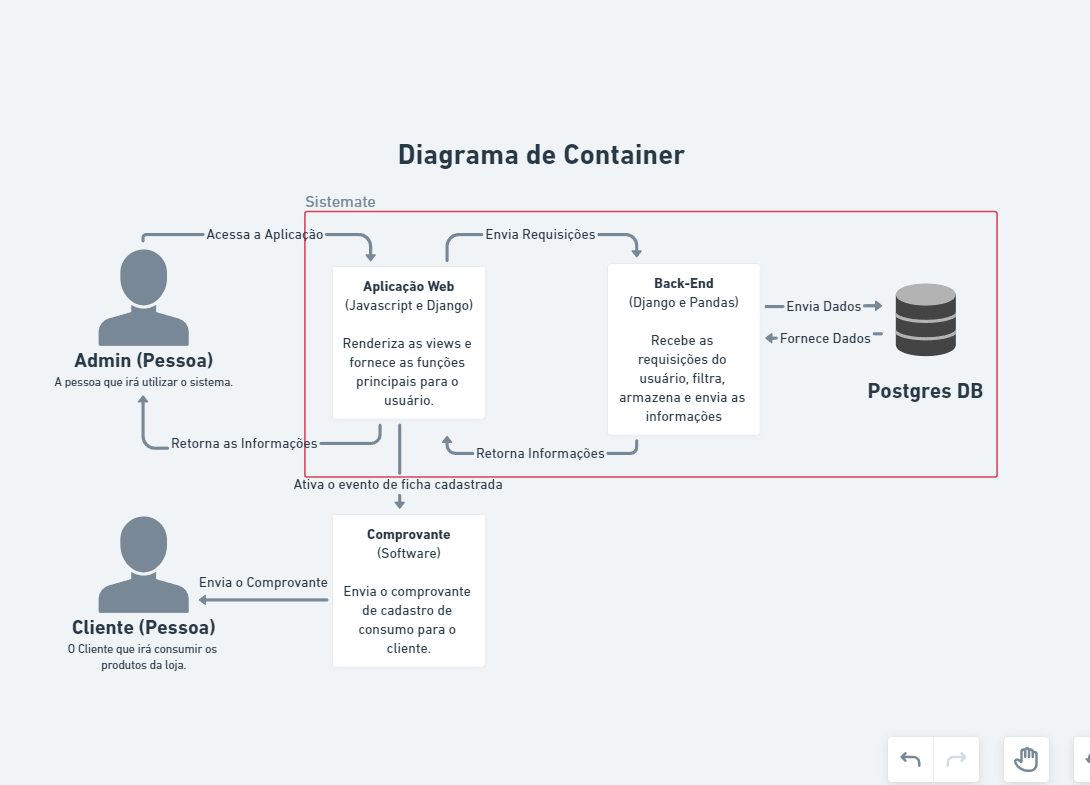 Diagrama de Container
Sistemate
Acessa a Aplicação
Envia Requisições
Aplicação Web
(Javascript e Django)
Renderiza as views e
fornece as funções
principais para o
usuário.
Back-End
(Django e Pandas)
Recebe as
requisições do
usuário, filtra,
armazena e envia as
informações
Envia Dados
Fornece Dados
Postgres DB
Admin (Pessoa)
A pessoa que irá utilizar o sistema.
Retorna as Informações
Retorna Informações
Ativa o evento de ficha cadastrada
Comprovante
(Software)
Envia o comprovante
de cadastro de
consumo para o
cliente.
Envia o Comprovante
Cliente (Pessoa)
O Cliente que irá consumir os
produtos da loja.